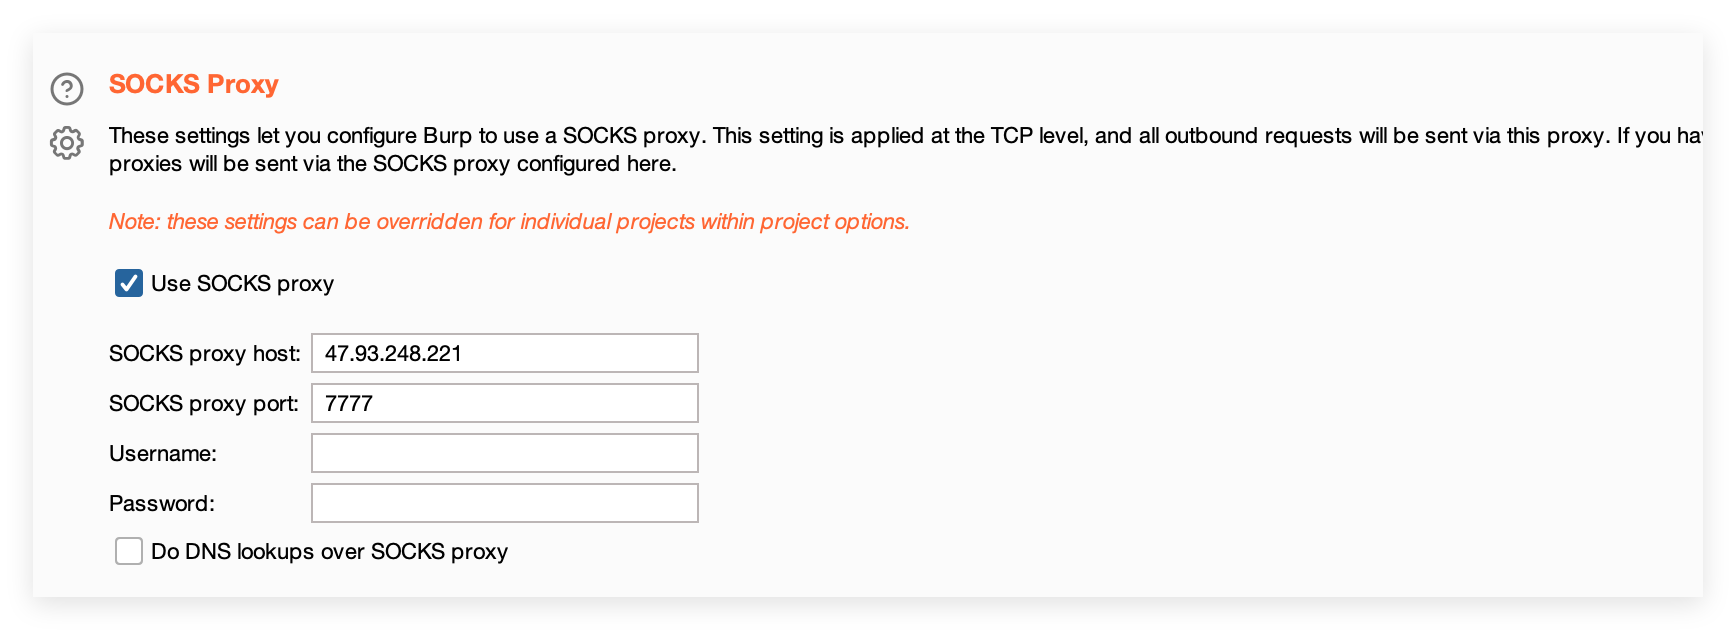 SOCKS Proxy
These settings let you configure Burp to use a SOCKS proxy. This setting is applied at the TCP level, and all outbound requests will be sent via this proxy. If you
proxies will be sent via the SOCKS proxy configured here.
Note: these settings can be overridden for individual projects within project options.
Use SOCKS proxy
SOCKS proxy host: 47.93.248.221
SOCKS proxy port: 7777
Username:
Password:
Do DNS lookups over SOCKS proxy